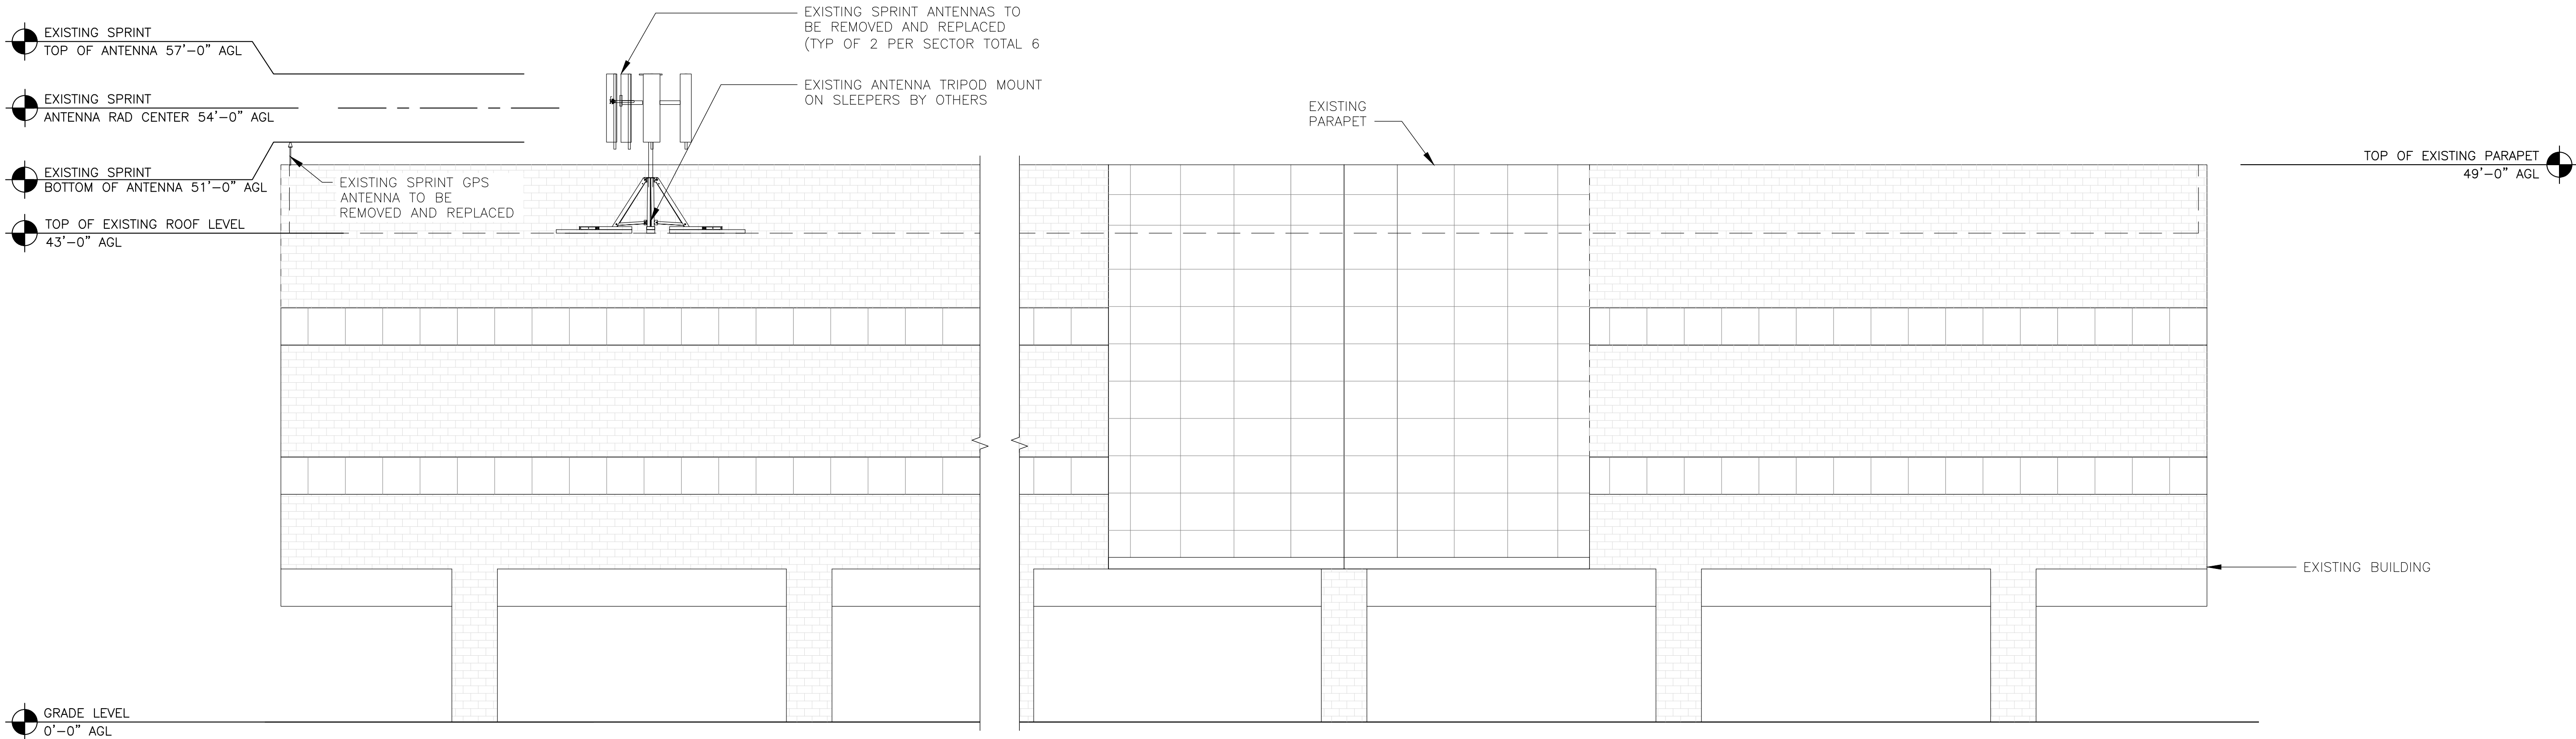 EXISTING SPRINT
TOP OF ANTENNA 57'-0" AGL
EXISTING SPRINT
ANTENNA RAD CENTER 54'-0" AGL
EXISTING SPRINT
BOTTOM OF ANTENNA 51'-0" AGL
TOP OF EXISTING ROOF LEVEL
43'-0" AGL
EXISTING SPRINT GPS
ANTENNA TO BE
REMOVED AND REPLACED
EXISTING SPRINT ANTENNAS TO
BE REMOVED AND REPLACED
(TYP OF 2 PER SECTOR TOTAL 6
EXISTING ANTENNA TRIPOD MOUNT
ON SLEEPERS BY OTHERS
EXISTING
PARAPET
TOP OF EXISTING PARAPET
49'-0" AGL
EXISTING BUILDING
GRADE LEVEL
0'-0" AGL